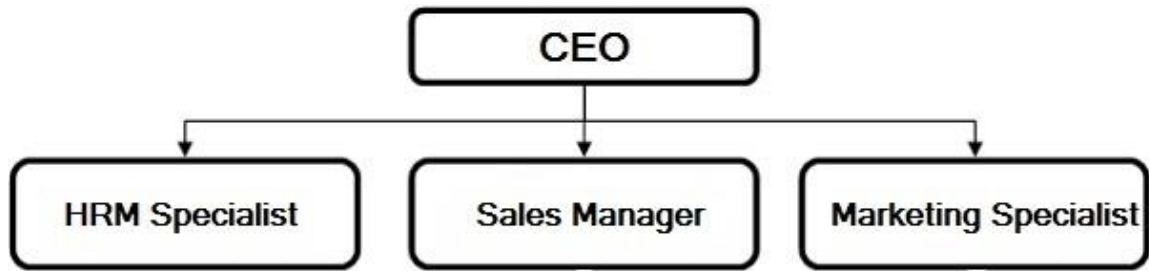 CEO
HRM Specialist
Sales Manager
Marketing Specialist